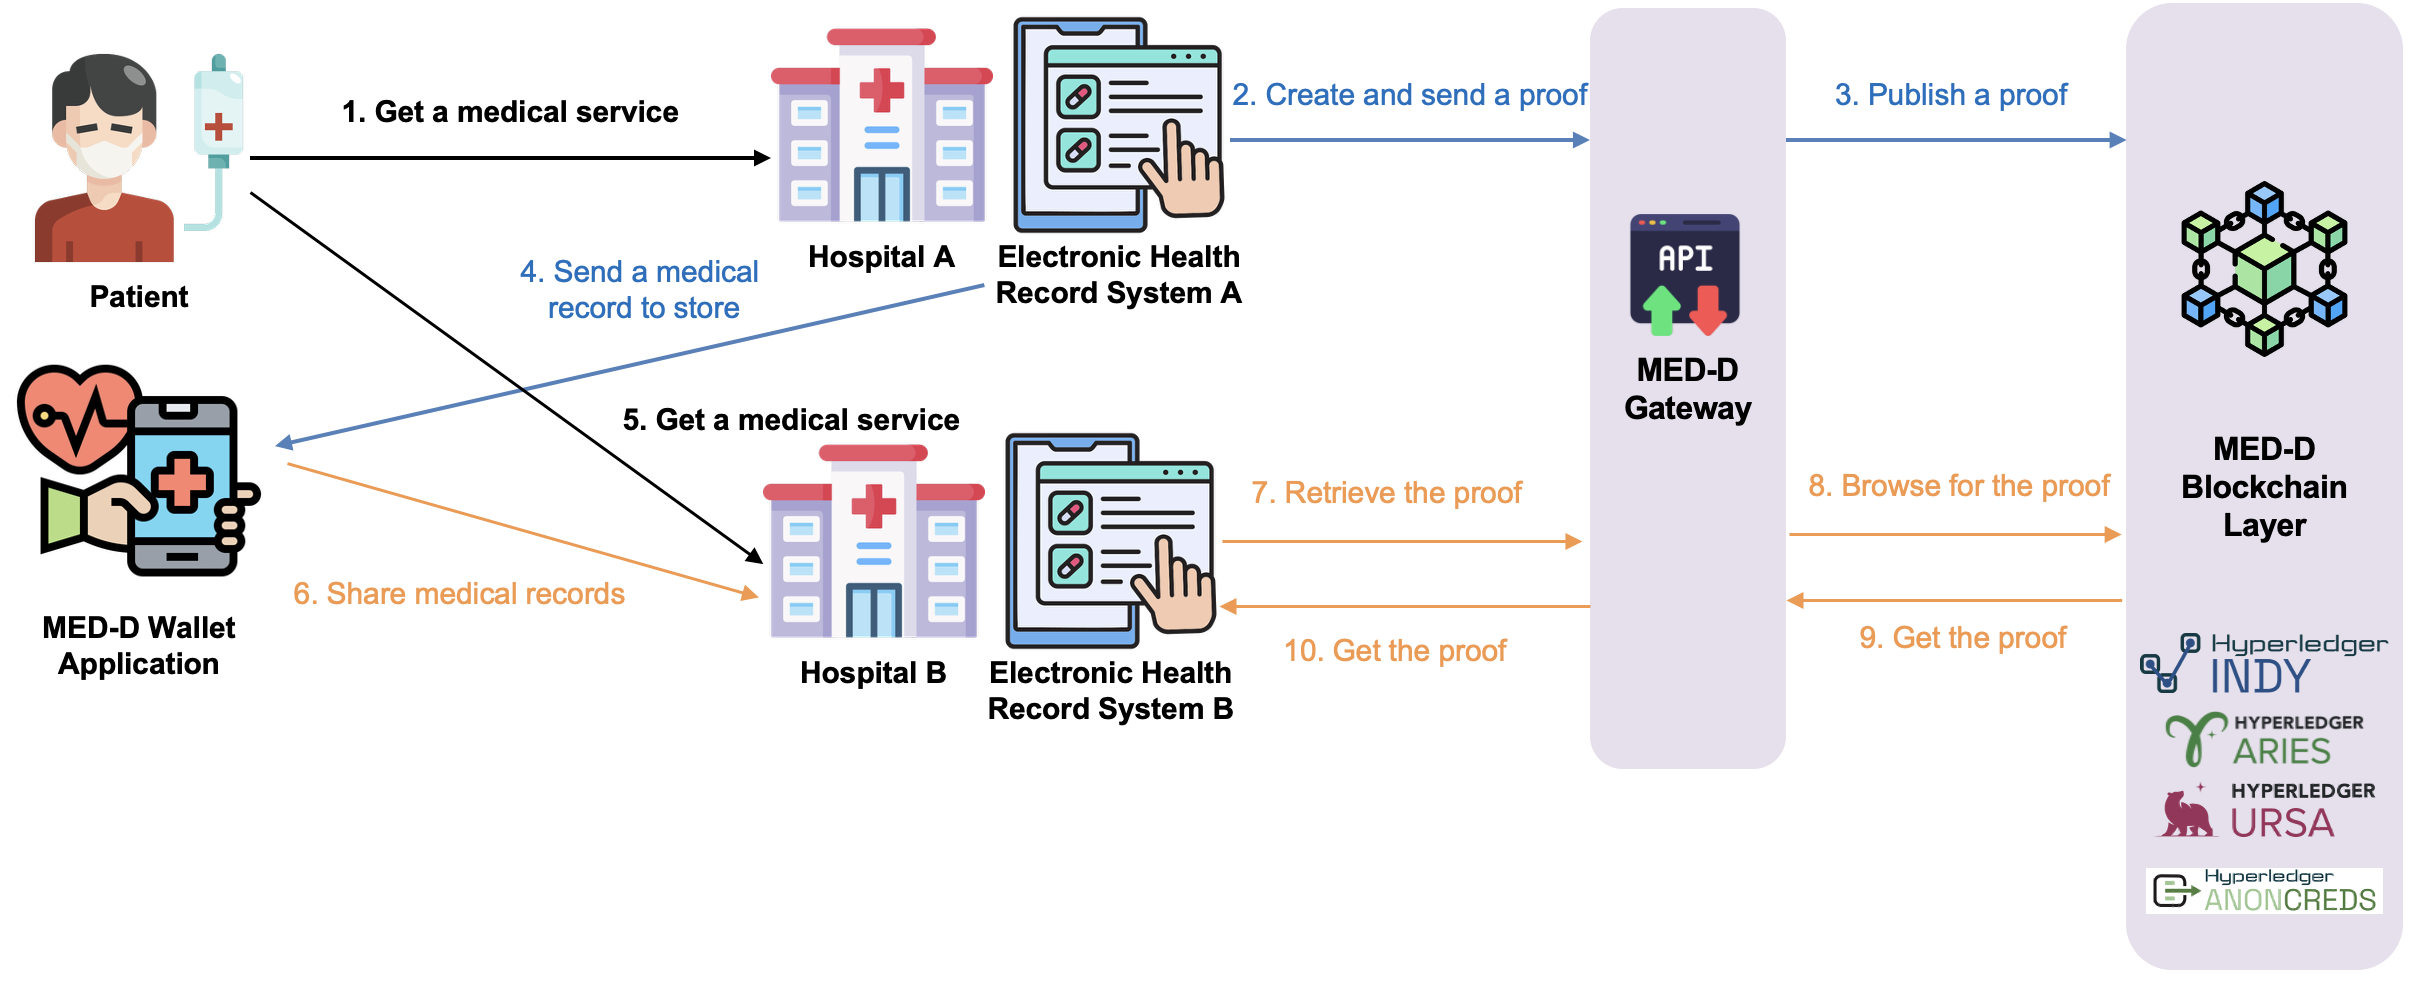 1. Get a medical service
2. Create and send a proof
3. Publish a proof
API
Hospital A
Electronic Health
Record System A
Patient
4. Send a medical
record to store
MED-D
Gateway
5. Get a medical service
MED-D
Blockchain
Layer
7. Retrieve the proof
8. Browse for the proof
6. Share medical records
MED-D Wallet
Application
Hospital B
Electronic Health
Record System B
10. Get the proof
9. Get the proof
Hyperledger
INDY
HYPERLEDGER
ARIES
HYPERLEDGER
URSA
Hyperledger
ANONCREDS